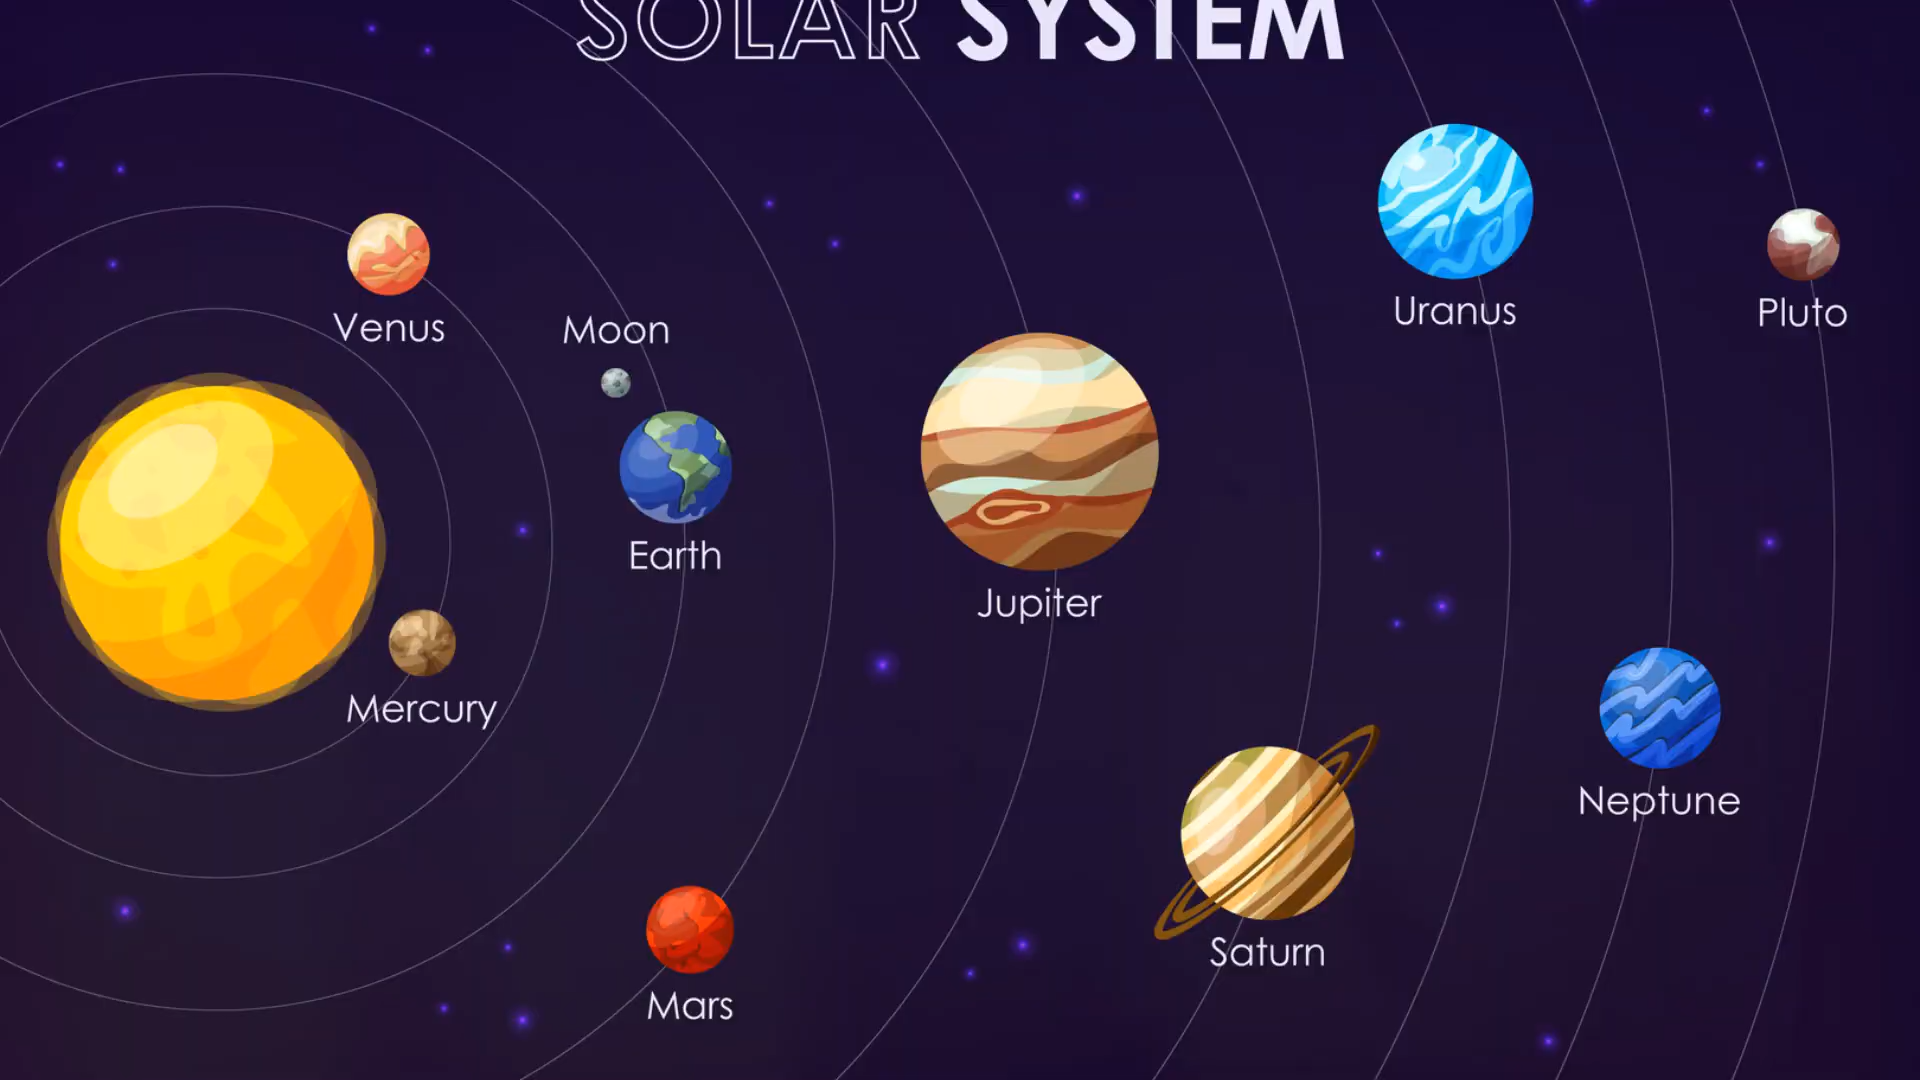 SOLAR SYSTEM
Venus
Moon
Uranus
Pluto
Earth
Jupiter
Mercury
Neptune
Saturn
Mars